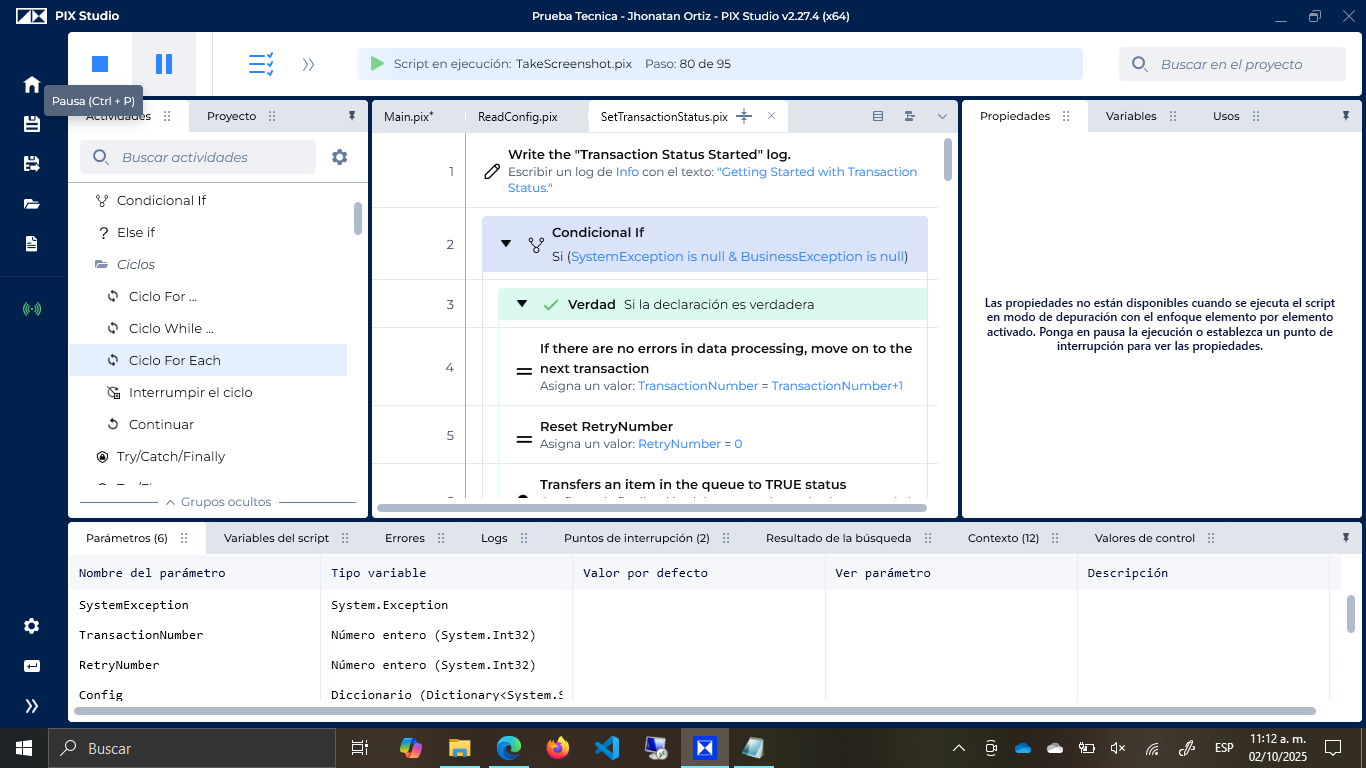 PIX Studio
Prueba Tecnica - Jhonatan Ortiz - PIX Studio v2.27.4 (x64)
Script en ejecución: TakeScreenshot.pix Paso: 80 de 95
Buscar en el proyecto
Pausa (Ctrl + P)
Actividades
Proyecto
Main.pix*
ReadConfig.pix
SetTransactionStatus.pix
Propiedades
Variables
Usos
Buscar actividades
Condicional If
Else if
Ciclos
Ciclo For ...
Ciclo While ...
Ciclo For Each
Interrumpir el ciclo
Continuar
Try/Catch/Finally
Grupos ocultos
1
Write the "Transaction Status Started" log.
Escribir un log de Info con el texto: "Getting Started with Transaction
Status."
2
Condicional If
Si (SystemException is null & BusinessException is null)
3
Verdad Si la declaración es verdadera
4
If there are no errors in data processing, move on to the
next transaction
Asigna un valor: TransactionNumber = TransactionNumber+1
5
Reset RetryNumber
Asigna un valor: RetryNumber = 0
Transfers an item in the queue to TRUE status
Las propiedades no están disponibles cuando se ejecuta el script
en modo de depuración con el enfoque elemento por elemento
activado. Ponga en pausa la ejecución o establezca un punto de
interrupción para ver las propiedades.
Parámetros (6)
Variables del script
Errores
Logs
Puntos de interrupción (2)
Resultado de la búsqueda
Contexto (12)
Valores de control
Nombre del parámetro
Tipo variable
Valor por defecto
Ver parámetro
Descripción
SystemException
System.Exception
TransactionNumber
Número entero (System.Int32)
RetryNumber
Número entero (System.Int32)
Config
Diccionario (Dictionary<System.S
Buscar
ESP
11:12 a. m.
02/10/2025